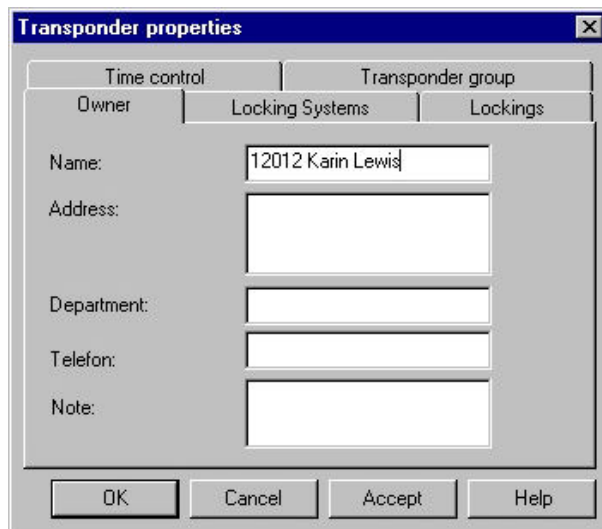 Transponder properties
Time control
Transponder group
Owner
Locking Systems
Lockings
Name:
12012 Karin Lewis
Address:
Department:
Telefon:
Note:
OK
Cancel
Accept
Help